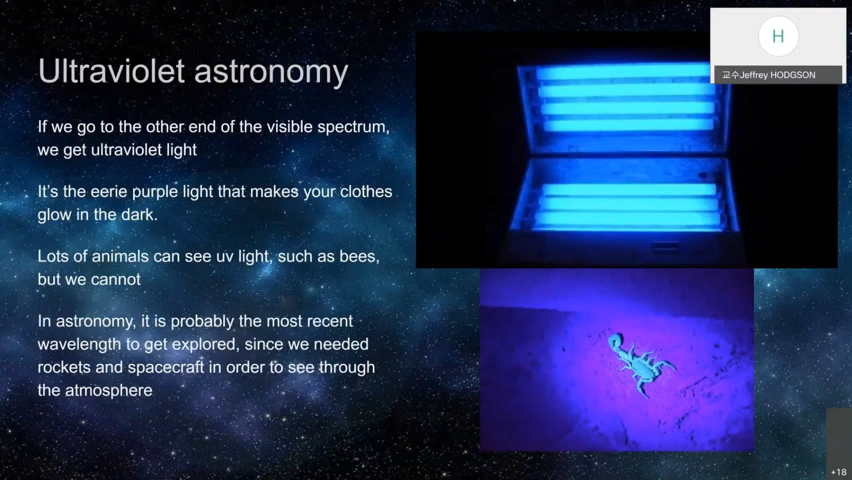 Ultraviolet astronomy
If we go to the other end of the visible spectrum,
we get ultraviolet light
It's the eerie purple light that makes your clothes
glow in the dark.
Lots of animals can see uv light, such as bees,
but we cannot
In astronomy, it is probably the most recent
wavelength to get explored, since we needed
rockets and spacecraft in order to see through
the atmosphere
H
교수Jeffrey HODGSON
+18